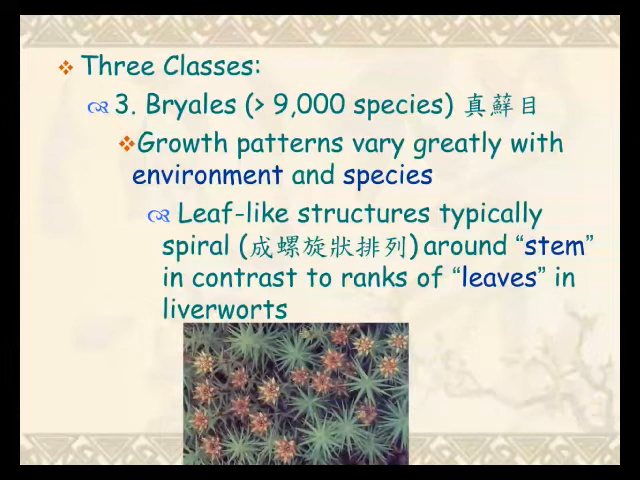 Three Classes:
3. Bryales (> 9,000 species) 真蘚目
Growth patterns vary greatly with
environment and species
Leaf-like structures typically
spiral (成螺旋狀排列) around “stem”
in contrast to ranks of “leaves” in
liverworts